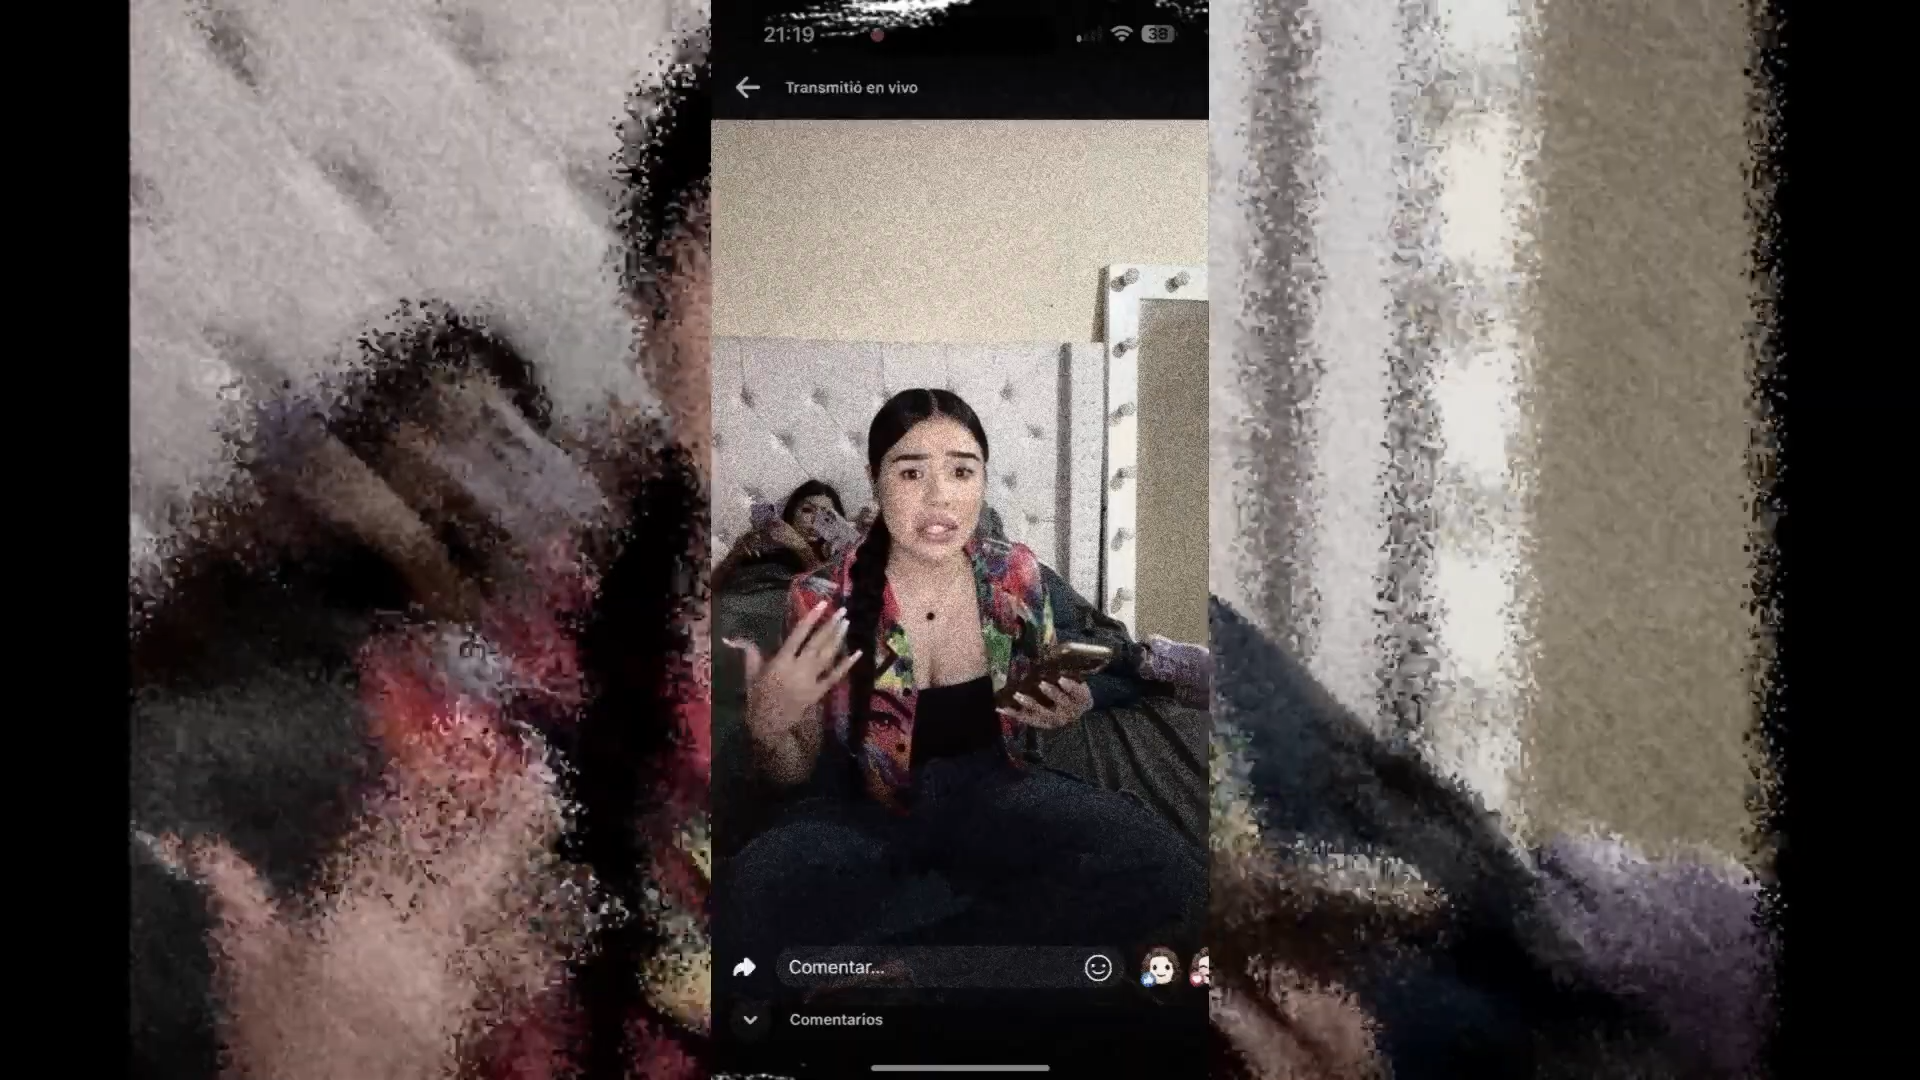 21:19
38
Transmitió en vivo
Comentar...
Comentarios